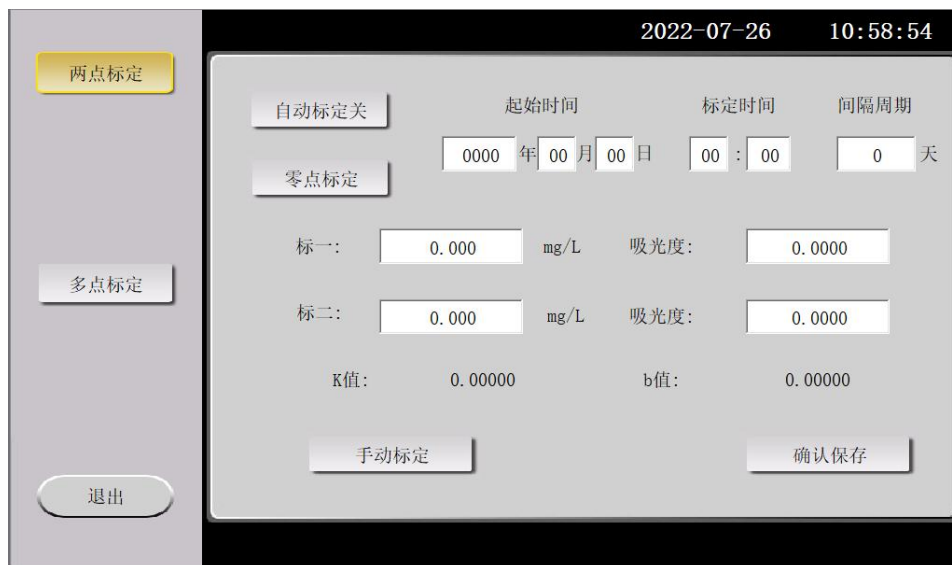 2022-07-26 10:58:54
两点标定
自动标定关 起始时间 标定时间 间隔周期
0000 年 00 月 00 日 00 : 00 0 天
零点标定
标一: 0.000 mg/L 吸光度: 0.0000
多点标定
标二: 0.000 mg/L 吸光度: 0.0000
K值: 0.00000 b值: 0.00000
手动标定 确认保存
退出